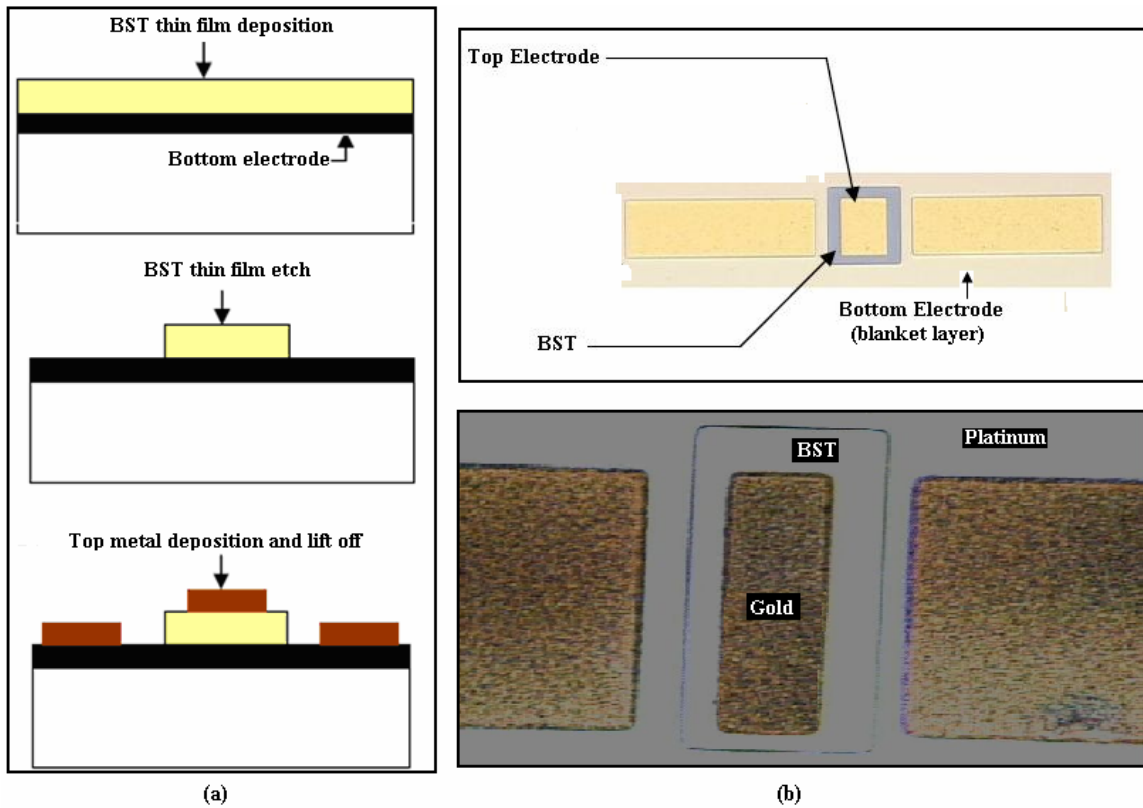 BST thin film deposition
Bottom electrode
BST thin film etch
Top metal deposition and lift off
(a)
Top Electrode
BST
Bottom Electrode
(blanket layer)
BST
Platinum
Gold
(b)